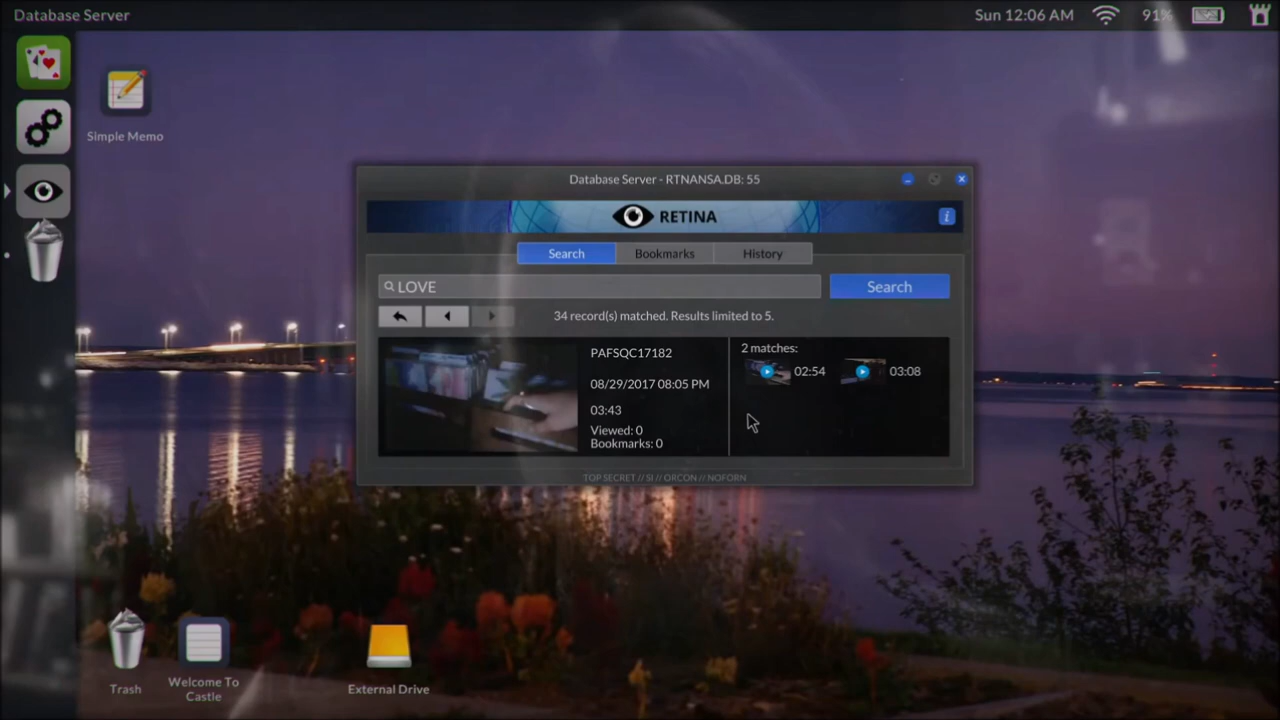 Database Server
Sun 12:06 AM
91%
Simple Memo
Database Server - RTNANSA.DB: 55
RETINA
i
Search
Bookmarks
History
LOVE
Search
34 record(s) matched. Results limited to 5.
PAFSQC17182
08/29/2017 08:05 PM
03:43
Viewed: 0
Bookmarks: 0
2 matches:
02:54
03:08
TOP SECRET // SI // ORCON // NOFORN
Trash
Welcome To
Castle
External Drive